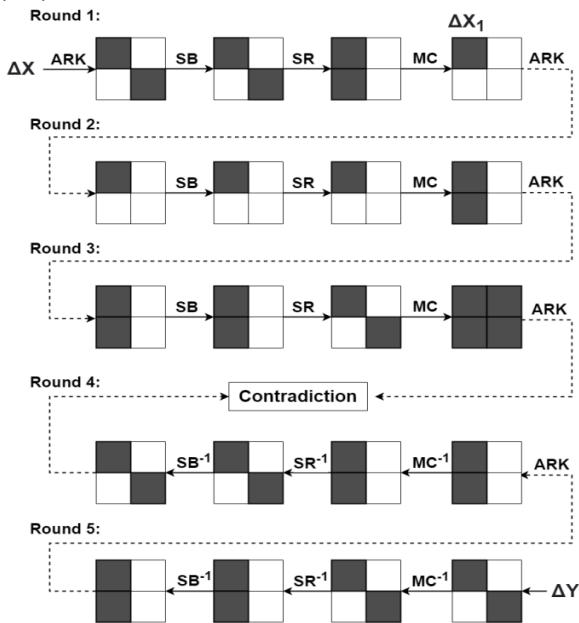 Round 1:
ΔX₁
ΔX ARK SB SR MC ARK
Round 2:
SB SR MC ARK
Round 3:
SB SR MC ARK
Round 4:
Contradiction
SB⁻¹ SR⁻¹ MC⁻¹ ARK
Round 5:
SB⁻¹ SR⁻¹ MC⁻¹ ΔY